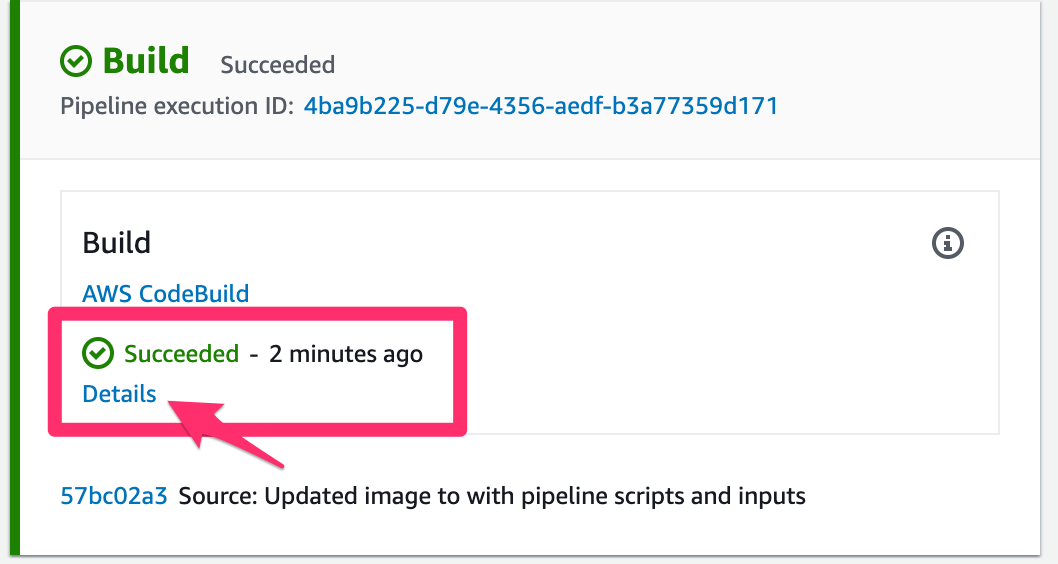 Build Succeeded
Pipeline execution ID: 4ba9b225-d79e-4356-aedf-b3a77359d171
Build
AWS CodeBuild
Succeeded - 2 minutes ago
Details
57bc02a3 Source: Updated image to with pipeline scripts and inputs